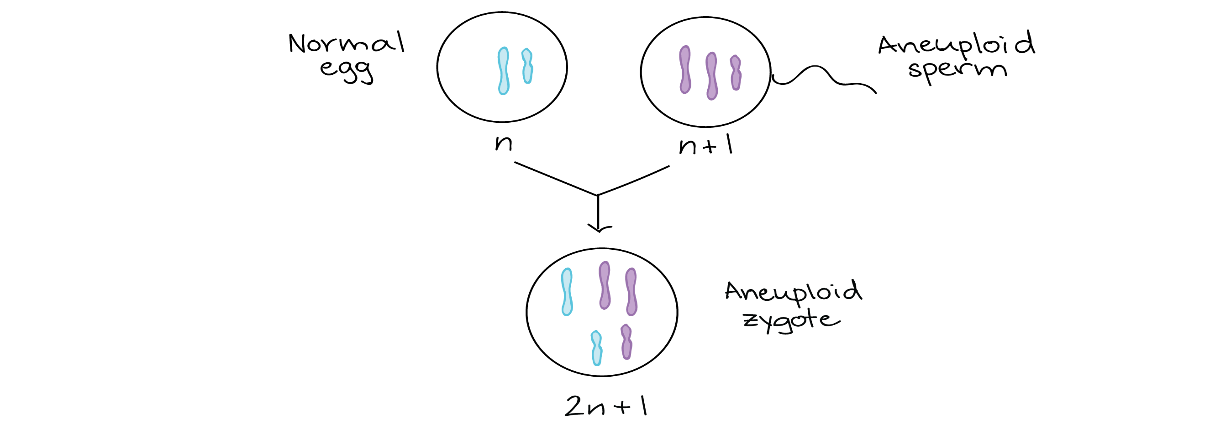 Normal
egg
Aneuploid
sperm
n
n+1
Aneuploid
zygote
2n+1